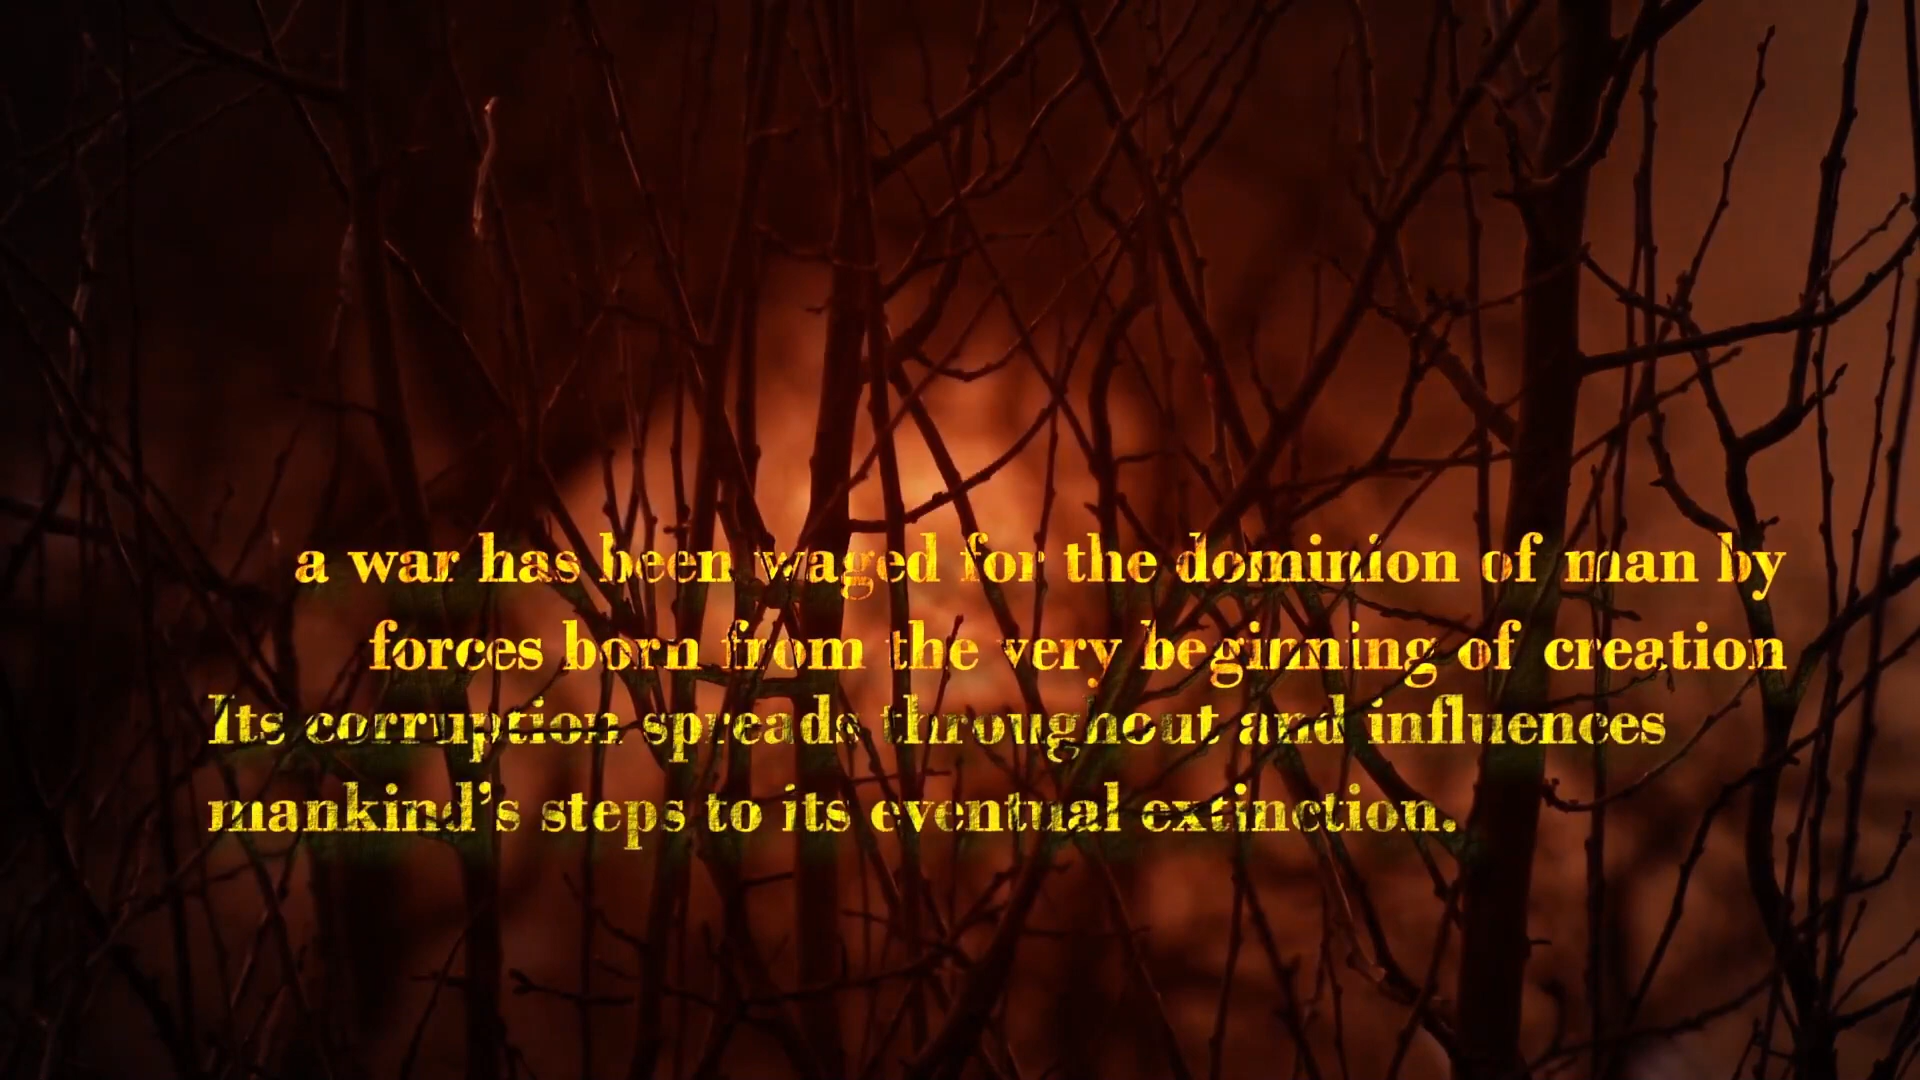 a war has been waged for the dominion of man by
forces born from the very beginning of creation
Its corruption spreads throughout and influences
mankind's steps to its eventual extinction.